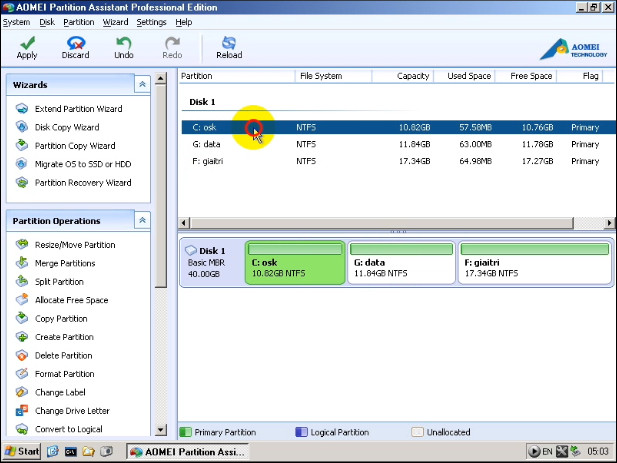 AOMEI Partition Assistant Professional Edition
System Disk Partition Wizard Settings Help
Apply Discard Undo Redo Reload
AOMEI
TECHNOLOGY
Wizards
Extend Partition Wizard
Disk Copy Wizard
Partition Copy Wizard
Migrate OS to SSD or HDD
Partition Recovery Wizard
Partition Operations
Resize/Move Partition
Merge Partitions
Split Partition
Allocate Free Space
Copy Partition
Create Partition
Delete Partition
Format Partition
Change Label
Change Drive Letter
Convert to Logical
Partition File System Capacity Used Space Free Space Flag
Disk 1
C: osk NTFS 10.82GB 57.58MB 10.76GB Primary
G: data NTFS 11.84GB 63.00MB 11.78GB Primary
F: giaitri NTFS 17.34GB 64.98MB 17.27GB Primary
Disk 1
Basic MBR
40.00GB
C: osk
10.82GB NTFS
G: data
11.84GB NTFS
F: giaitri
17.34GB NTFS
Primary Partition Logical Partition Unallocated
Start AOMEI Partition Assi... EN 05:03